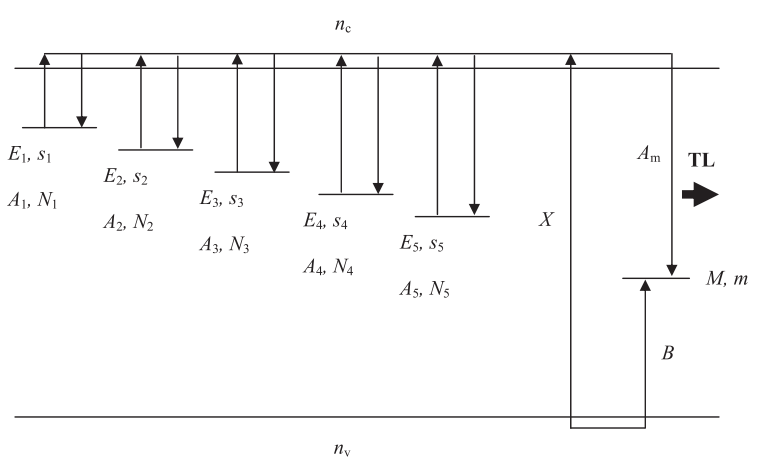 n_c
E_1, s_1
A_1, N_1
E_2, s_2
A_2, N_2
E_3, s_3
A_3, N_3
E_4, s_4
A_4, N_4
E_5, s_5
A_5, N_5
X
A_m
TL
M, m
B
n_v